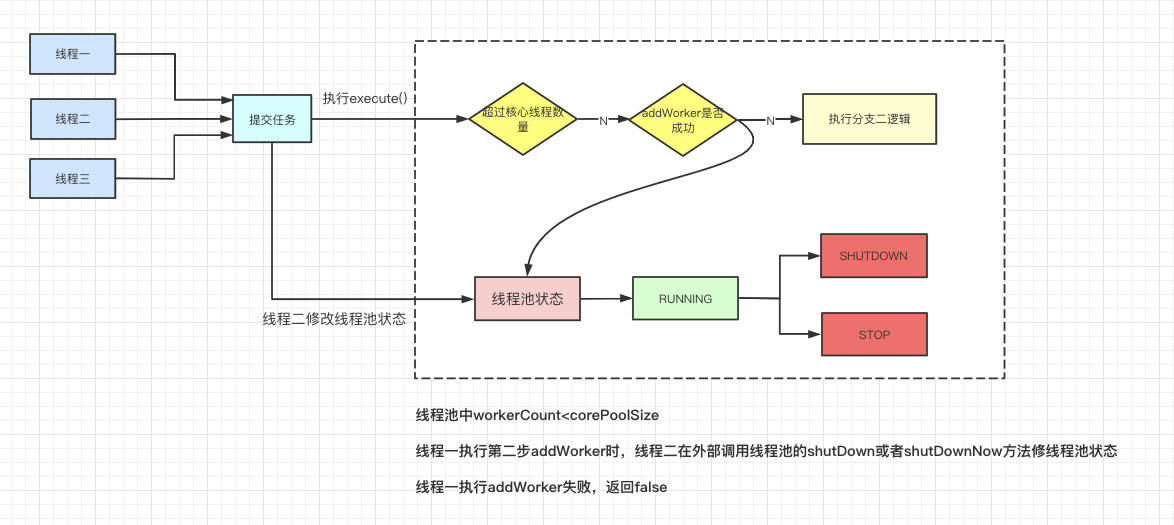 线程一
线程二
线程三
提交任务
执行execute()
超过核心线程数
量
N
addWorker是否
成功
N
执行分支二逻辑
线程二修改线程池状态
线程池状态
RUNNING
SHUTDOWN
STOP
线程池中workerCount<corePoolSize
线程一执行第二步addWorker时，线程二在外部调用线程池的shutDown或者shutDownNow方法修线程池状态
线程一执行addWorker失败，返回false